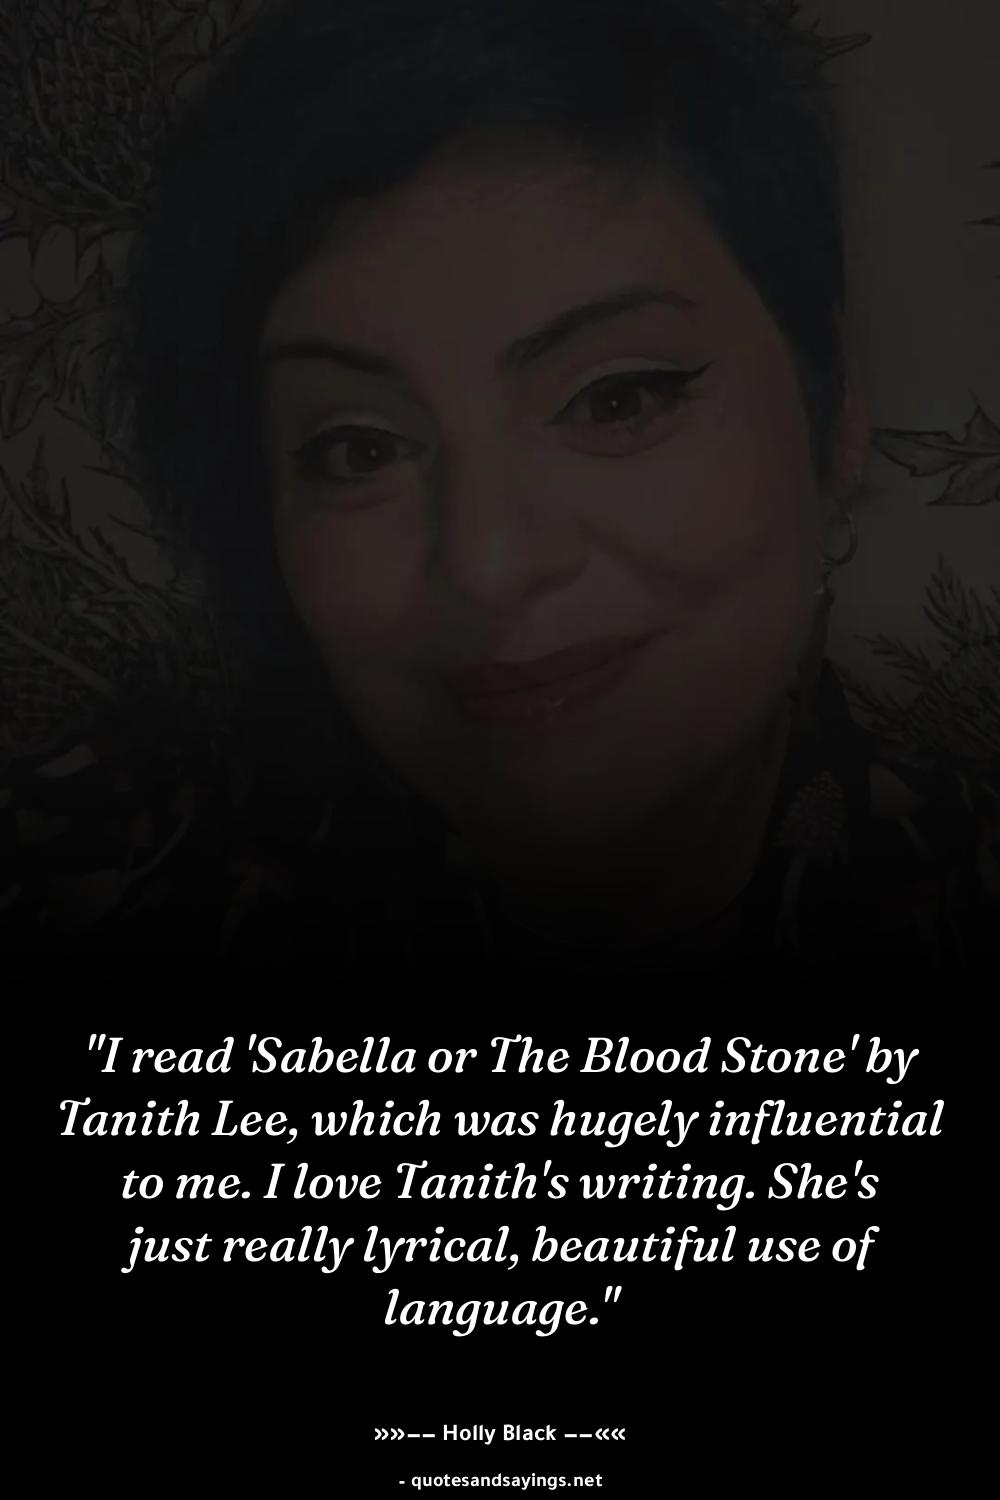 "I read 'Sabella or The Blood Stone' by
Tanith Lee, which was hugely influential
to me. I love Tanith's writing. She's
just really lyrical, beautiful use of
language."
»»—— Holly Black ——««
- quotesandsayings.net